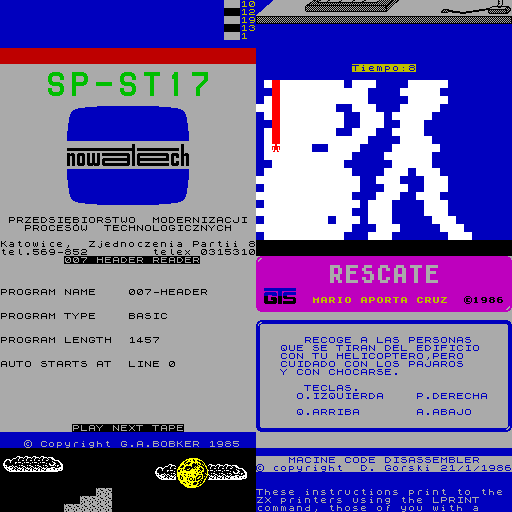 10
12
19
13
1
SP-ST17
nowatech
PRZEDSIĘBIORSTWO MODERNIZACJI
PROCESÓW TECHNOLOGICZNYCH
Katowice, Zjednoczenia Partii 8
tel.569-852 telex 0315310
007 HEADER READER
PROGRAM NAME 007-HEADER
PROGRAM TYPE BASIC
PROGRAM LENGTH 1457
AUTO STARTS AT LINE 0
PLAY NEXT TAPE
© Copyright G.A.BOBKER 1985
Tiempo:8
RESCATE
GTS MARIO APORTA CRUZ ©1986
RECOGE A LAS PERSONAS
QUE SE TIRAN DEL EDIFICIO
CON TU HELICOPTERO,PERO
CUIDADO CON LOS PAJAROS
Y CON CHOCARSE.
TECLAS.
O.IZQUIERDA P.DERECHA
Q.ARRIBA A.ABAJO
MACINE CODE DISASSEMBLER
© copyright D. Gorski 21/1/1986
These instructions print to the
ZX printers using the LPRINT
command, those of you with a